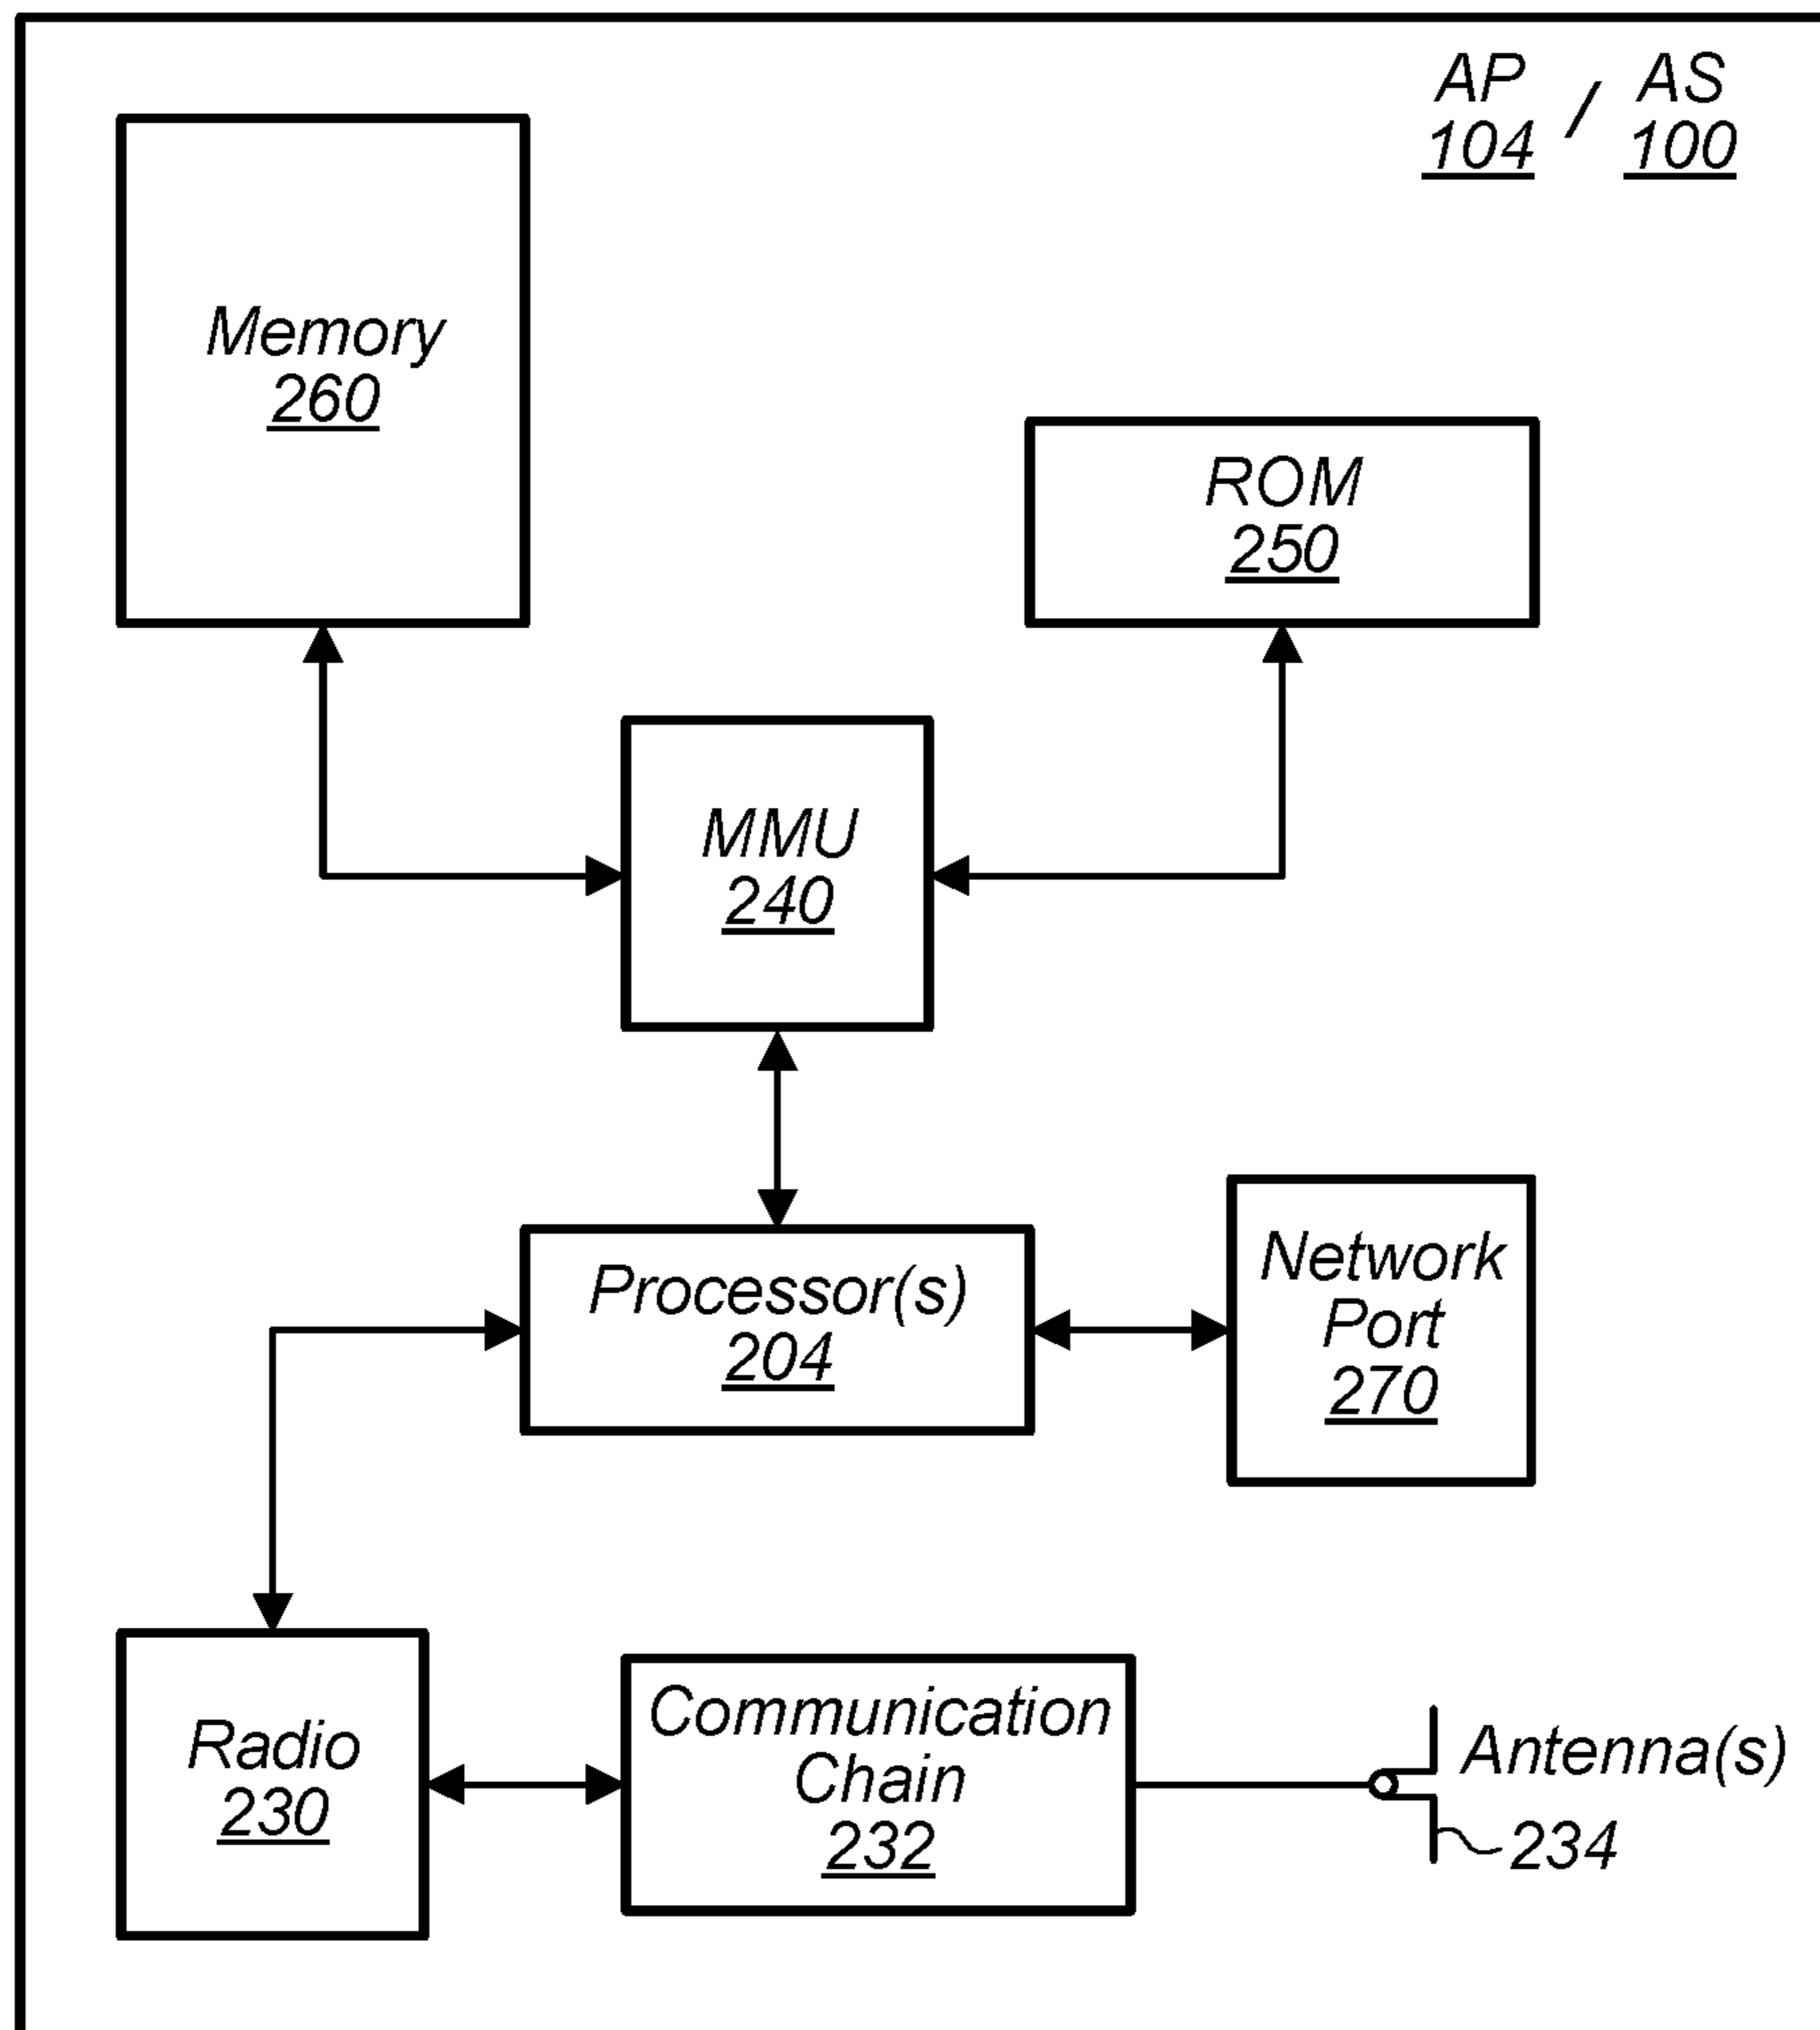 AP / AS
104 100
Memory
260
ROM
250
MMU
240
Processor(s)
204
Network
Port
270
Radio
230
Communication
Chain
232
Antenna(s)
234